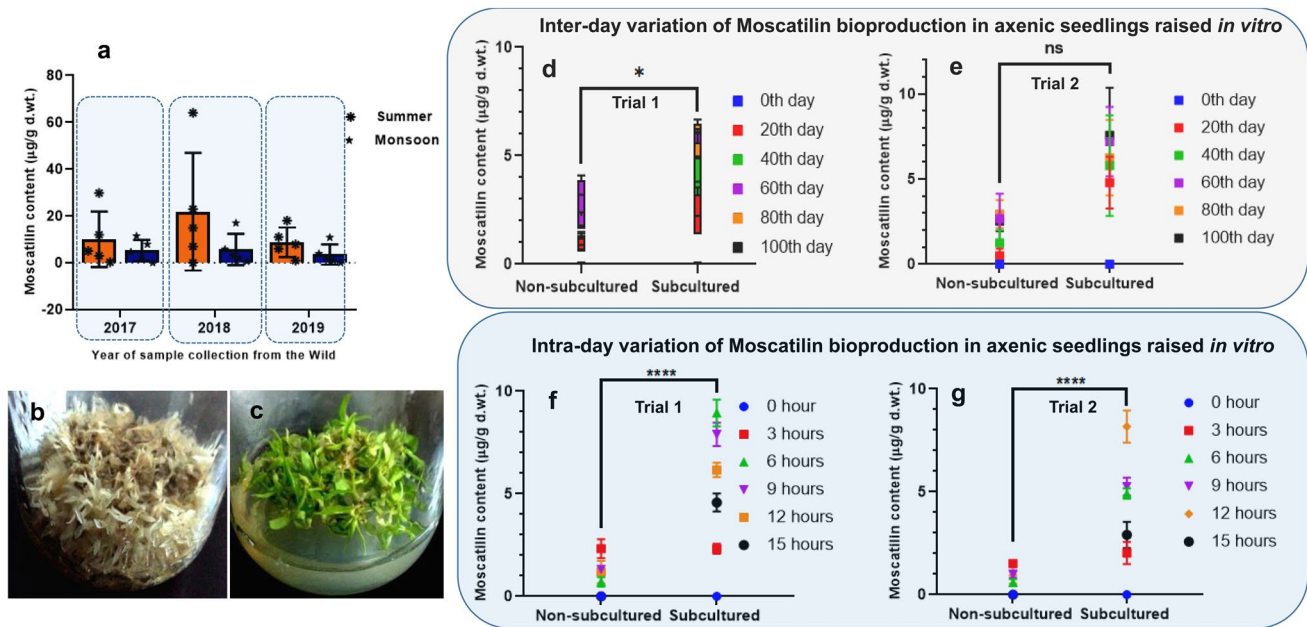 a
Moscatilin content (µg/g d.wt.)
80
60
40
20
0
-20
Summer
Monsoon
2017
2018
2019
Year of sample collection from the Wild
b
c
Inter-day variation of Moscatilin bioproduction in axenic seedlings raised in vitro
d
Moscatilin content (µg/g d.wt.)
10
5
0
*
Trial 1
0th day
20th day
40th day
60th day
80th day
100th day
Non-subcultured
Subcultured
e
Moscatilin content (µg/g d.wt.)
10
5
0
ns
Trial 2
0th day
20th day
40th day
60th day
80th day
100th day
Non-subcultured
Subcultured
Intra-day variation of Moscatilin bioproduction in axenic seedlings raised in vitro
f
Moscatilin content (µg/g d.wt.)
10
5
0
****
Trial 1
0 hour
3 hours
6 hours
9 hours
12 hours
15 hours
Non-subcultured
Subcultured
g
Moscatilin content (µg/g d.wt.)
10
5
0
****
Trial 2
0 hour
3 hours
6 hours
9 hours
12 hours
15 hours
Non-subcultured
Subcultured